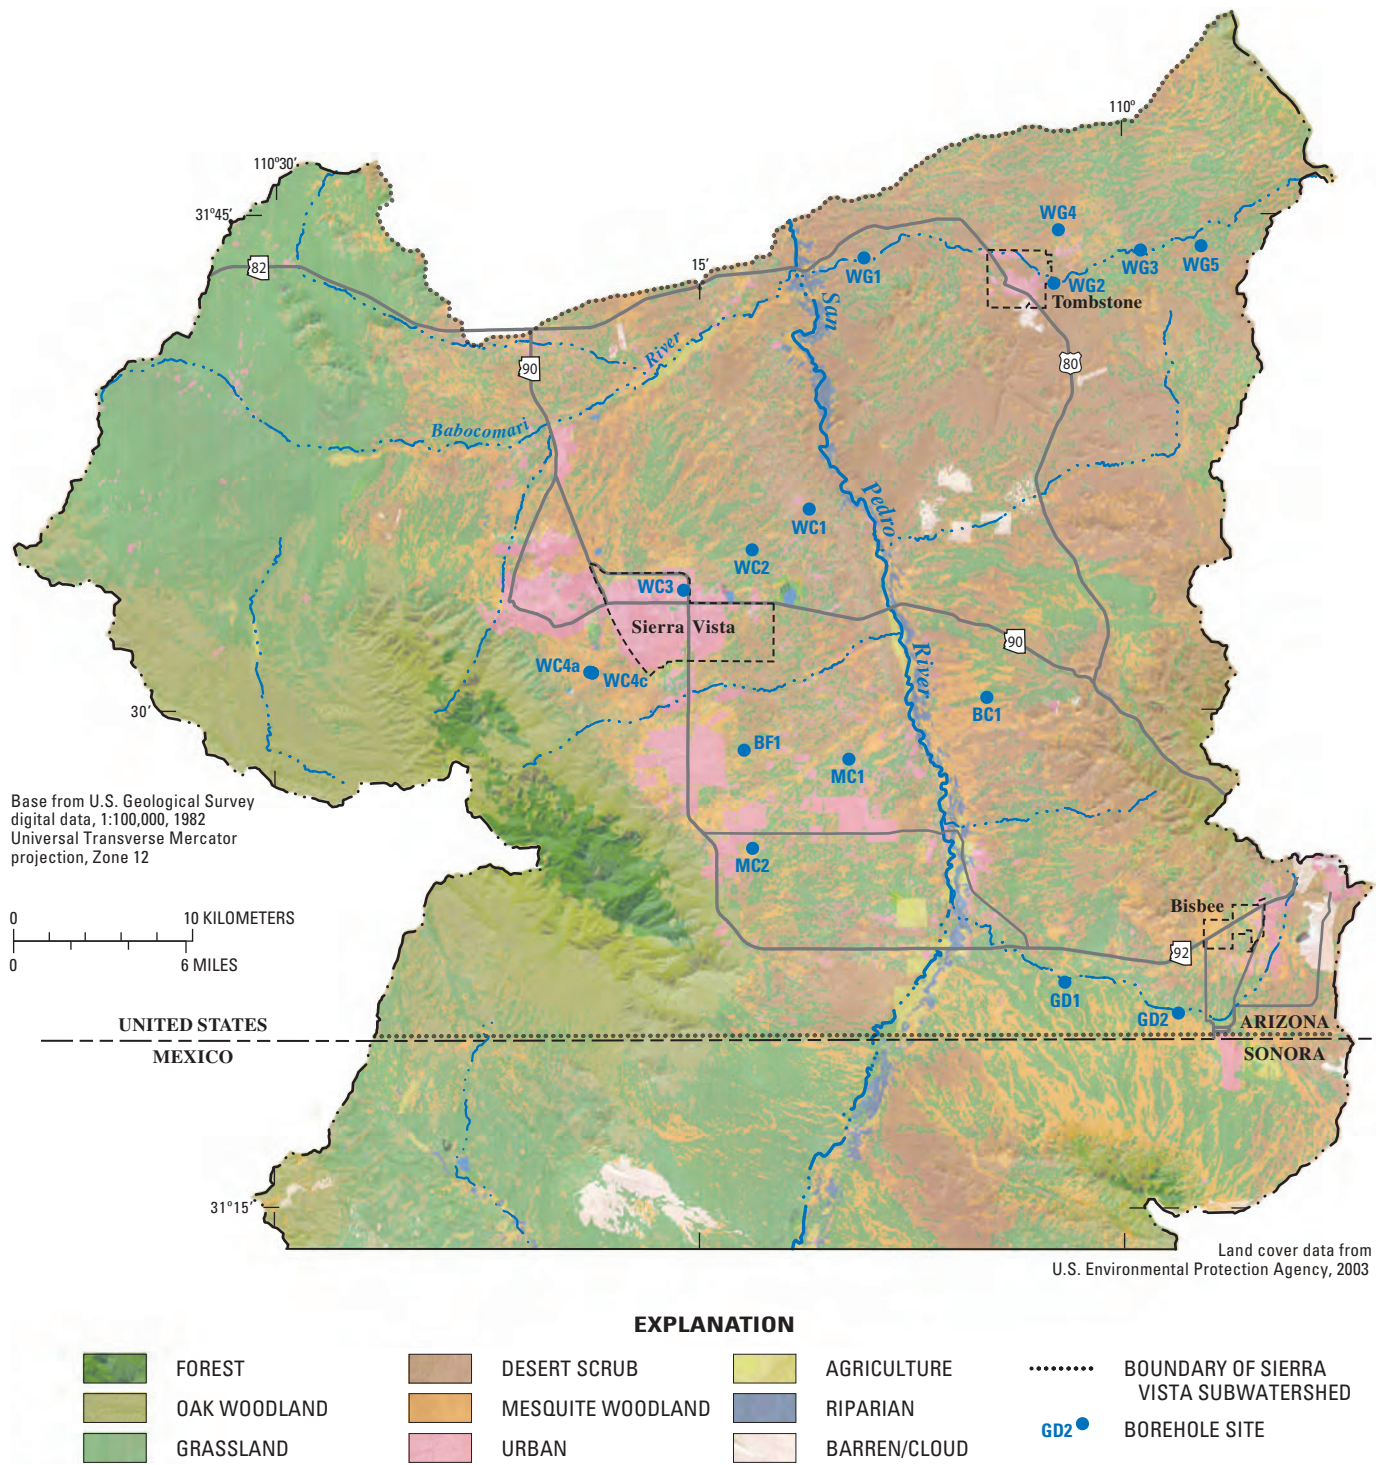 110°
110°30′
31°45′
WG4
82
15′
WG1
WG3
WG5
WG2
San
Tombstone
River
90
80
Babocomari
Pedro
WC1
WC2
WC3
Sierra Vista
90
WC4a
WC4c
River
30′
BC1
BF1
MC1
Base from U.S. Geological Survey
digital data, 1:100,000, 1982
Universal Transverse Mercator
projection, Zone 12
MC2
0 10 KILOMETERS
0 6 MILES
Bisbee
92
GD1
GD2
UNITED STATES
ARIZONA
MEXICO
SONORA
31°15′
Land cover data from
U.S. Environmental Protection Agency, 2003
EXPLANATION
FOREST
OAK WOODLAND
GRASSLAND
DESERT SCRUB
MESQUITE WOODLAND
URBAN
AGRICULTURE
RIPARIAN
BARREN/CLOUD
BOUNDARY OF SIERRA
VISTA SUBWATERSHED
GD2 BOREHOLE SITE